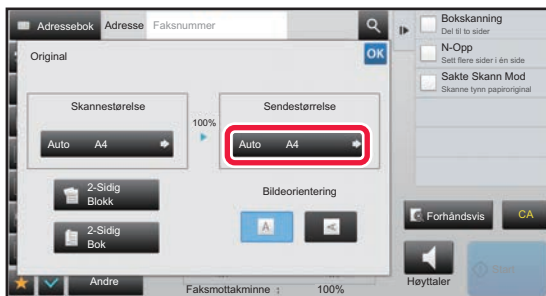 Adressebok Adresse Faksnummer
Original
OK
Skannestørelse
Auto A4
100%
Sendestørrelse
Auto A4
2-Sidig
Blokk
2-Sidig
Bok
Bildeorientering
A
A
Andre
Faksmottakminne : 100%
Bokskanning
Del til to sider
N-Opp
Sett flere sider i én side
Sakte Skann Mod
Skanne tynn papiroriginal
Forhåndsvis
CA
Høyttaler
Start